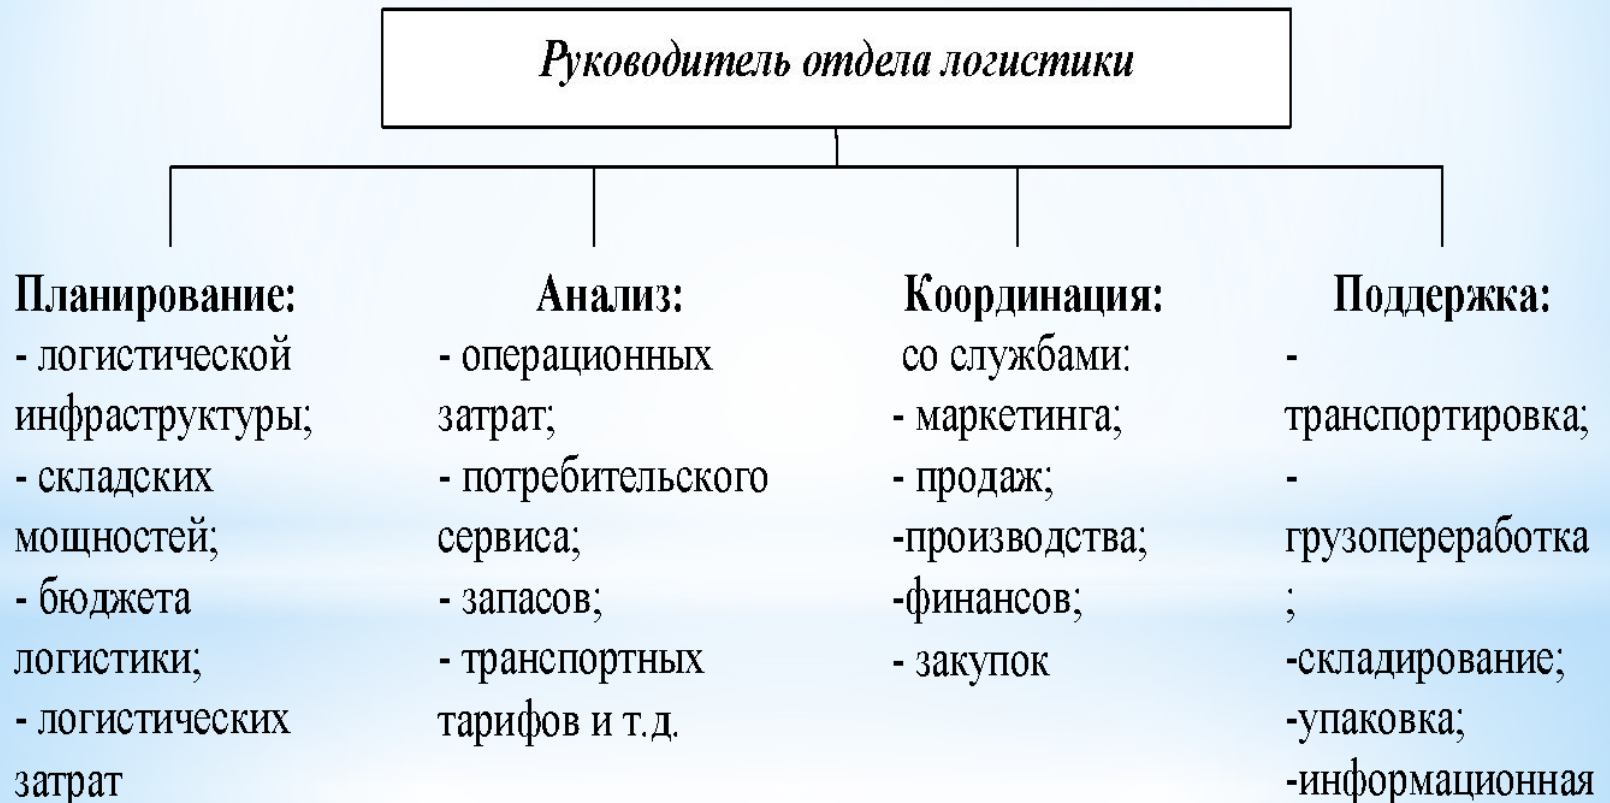 Руководитель отдела логистики
Планирование:
- логистической
инфраструктуры;
- складских
мощностей;
- бюджета
логистики;
- логистических
затрат
Анализ:
- операционных
затрат;
- потребительского
сервиса;
- запасов;
- транспортных
тарифов и т.д.
Координация:
со службами:
- маркетинга;
- продаж;
-производства;
-финансов;
- закупок
Поддержка:
-
транспортировка;
-
грузопереработка
;
-складирование;
-упаковка;
-информационная